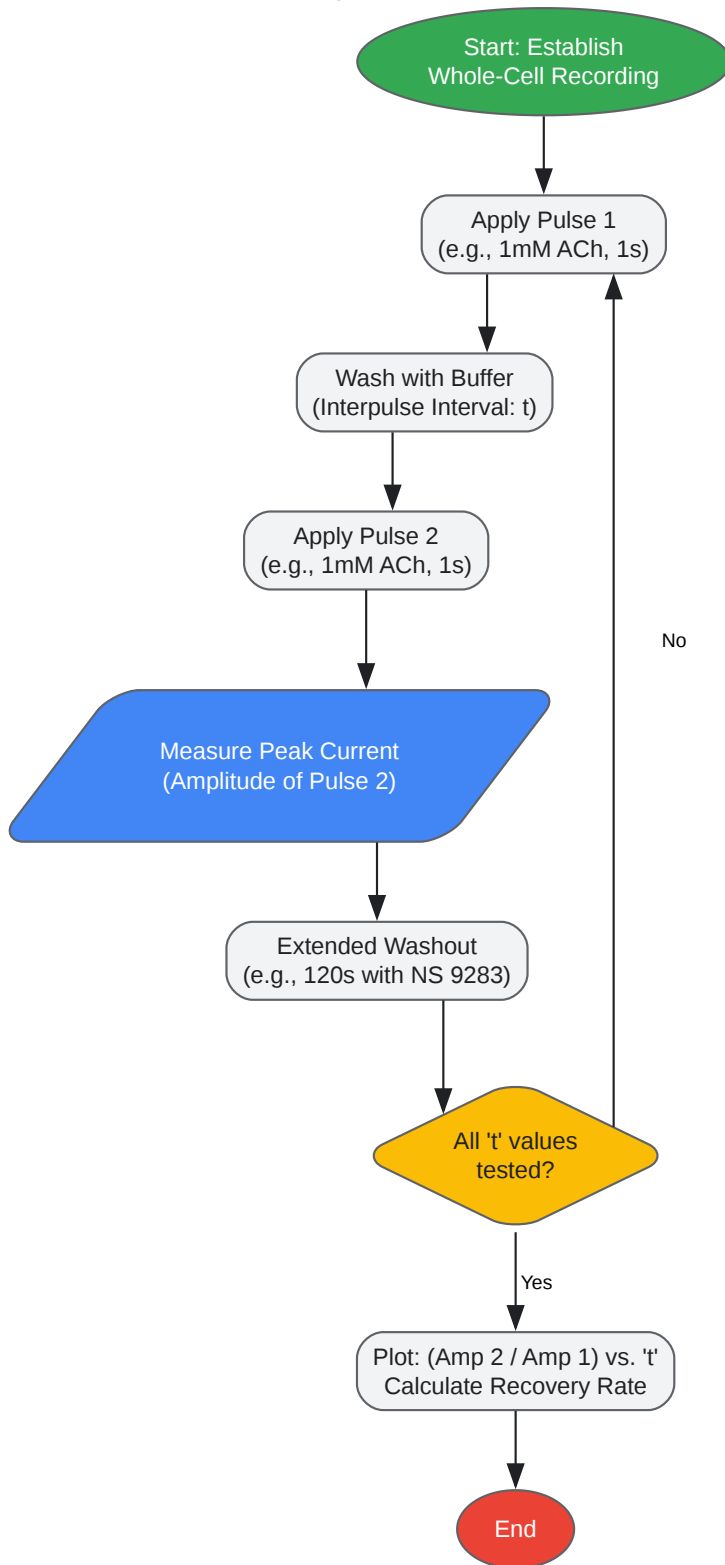 Start: Establish
Whole-Cell Recording
Apply Pulse 1
(e.g., 1mM ACh, 1s)
Wash with Buffer
(Interpulse Interval: t)
Apply Pulse 2
(e.g., 1mM ACh, 1s)
No
Measure Peak Current
(Amplitude of Pulse 2)
Extended Washout
(e.g., 120s with NS 9283)
All 't' values
tested?
Yes
Plot: (Amp 2 / Amp 1) vs. 't'
Calculate Recovery Rate
End